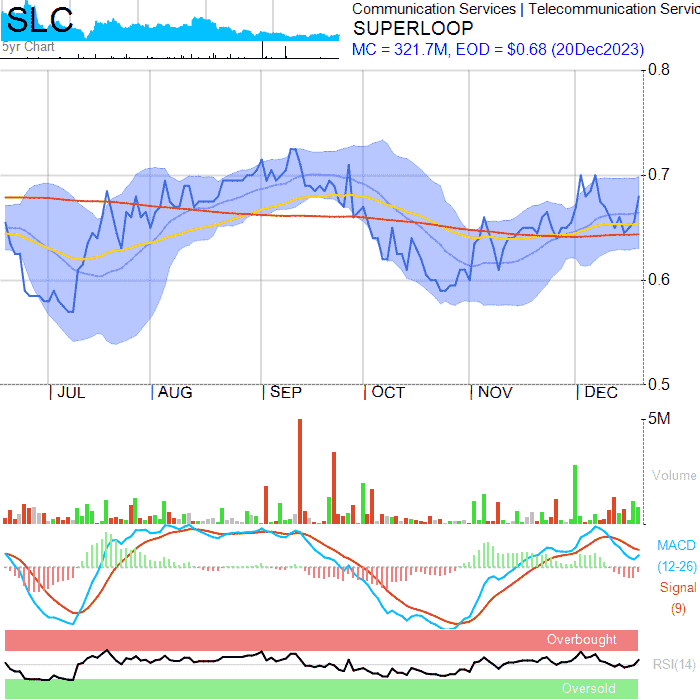 SLC
5yr Chart
Communication Services | Telecommunication Servic
SUPERLOOP
MC = 321.7M, EOD = $0.68 (20Dec2023)
0.8
0.7
0.6
0.5
JUL
AUG
SEP
OCT
NOV
DEC
5M
Volume
MACD
(12-26)
Signal
(9)
Overbought
RSI(14)
Oversold